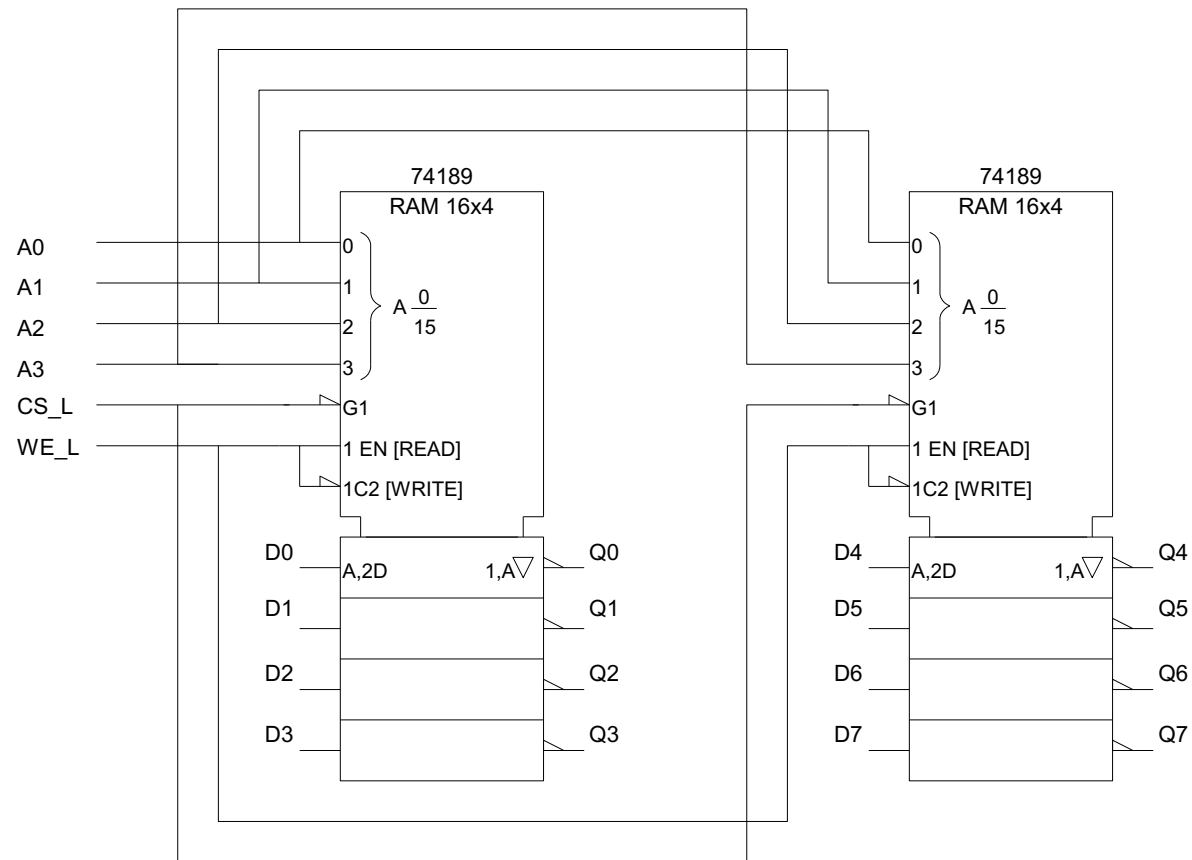 74189
RAM 16x4
A0
A1
A2
A3
CS_L
WE_L
0
1
2
3
A 0
15
G1
1 EN [READ]
1C2 [WRITE]
D0
A,2D
1,A
Q0
D1
Q1
D2
Q2
D3
Q3
74189
RAM 16x4
0
1
2
3
A 0
15
G1
1 EN [READ]
1C2 [WRITE]
D4
A,2D
1,A
Q4
D5
Q5
D6
Q6
D7
Q7